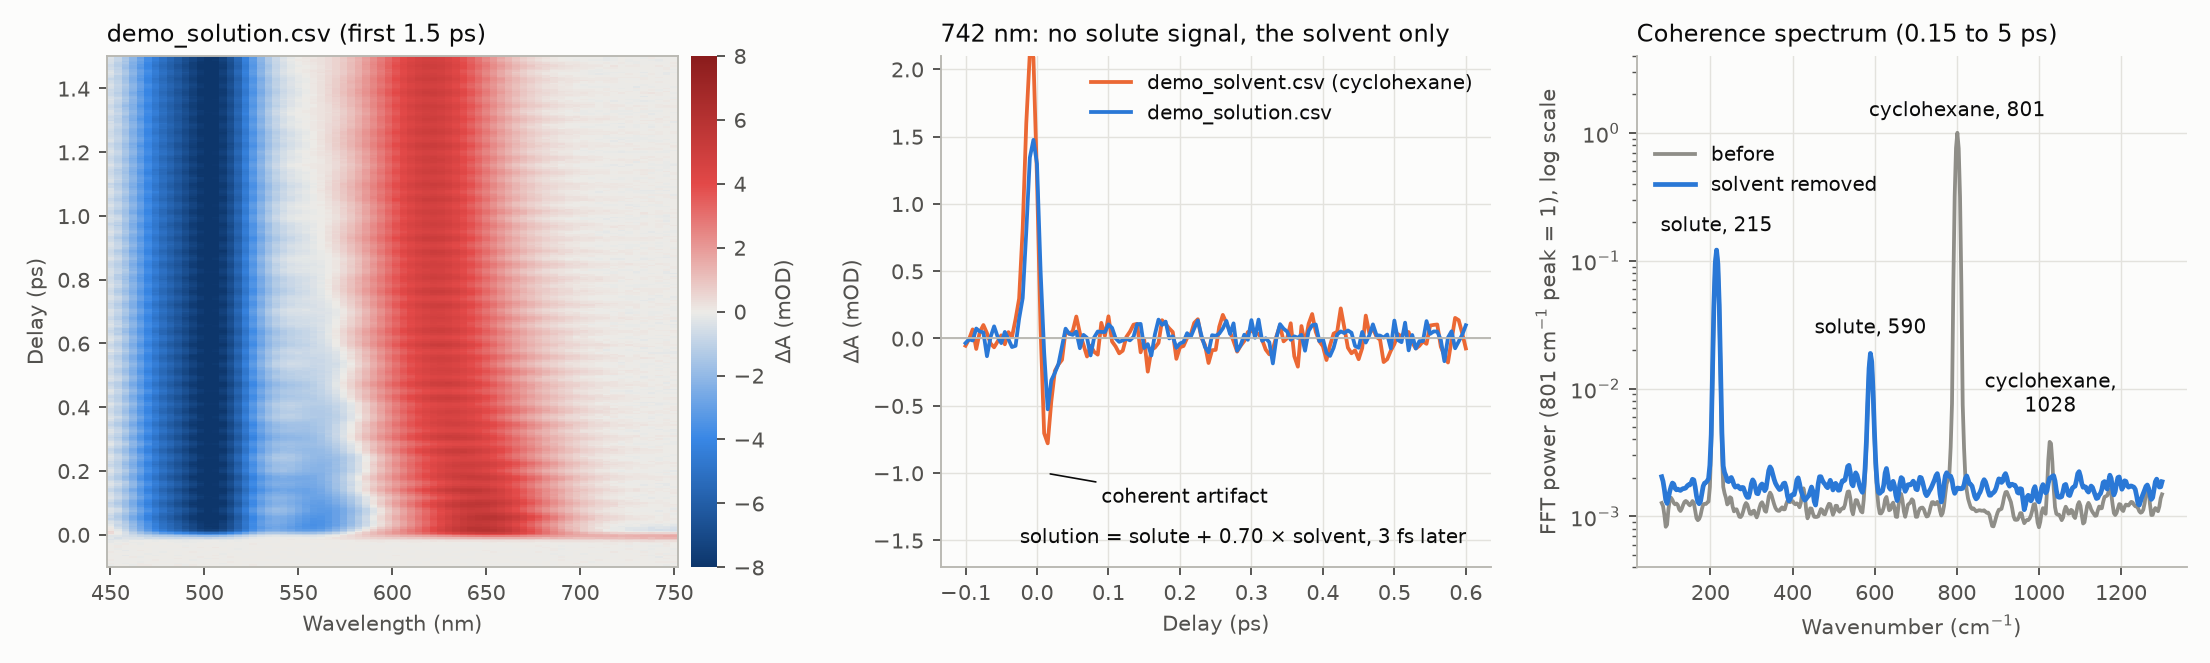 demo_solution.csv (first 1.5 ps)
Delay (ps)
1.4
1.2
1.0
0.8
0.6
0.4
0.2
0.0
450 500 550 600 650 700 750
Wavelength (nm)
8
6
4
2
0
−2
−4
−6
−8
ΔA (mOD)
742 nm: no solute signal, the solvent only
demo_solvent.csv (cyclohexane)
demo_solution.csv
ΔA (mOD)
2.0
1.5
1.0
0.5
0.0
−0.5
−1.0
−1.5
coherent artifact
solution = solute + 0.70 × solvent, 3 fs later
−0.1 0.0 0.1 0.2 0.3 0.4 0.5 0.6
Delay (ps)
Coherence spectrum (0.15 to 5 ps)
FFT power (801 cm⁻¹ peak = 1), log scale
10⁰
10⁻¹
10⁻²
10⁻³
cyclohexane, 801
before
solvent removed
solute, 215
solute, 590
cyclohexane,
1028
200 400 600 800 1000 1200
Wavenumber (cm⁻¹)